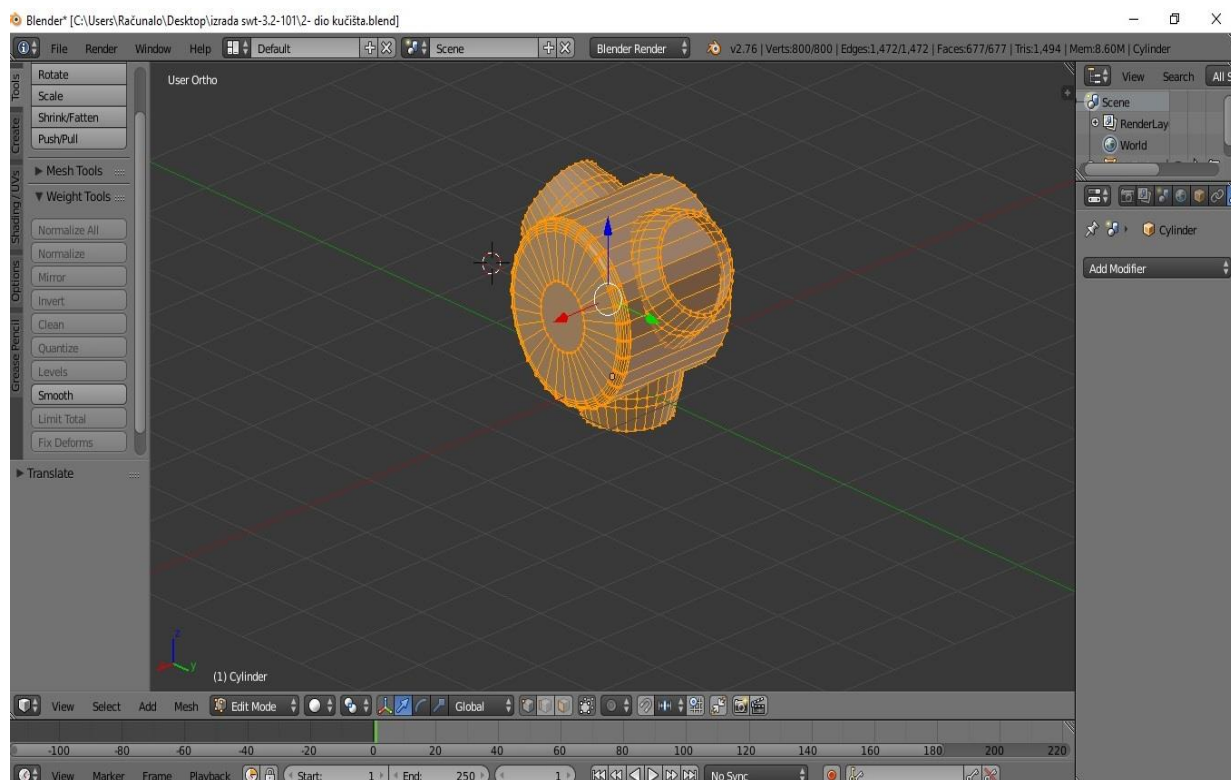 Blender* [C:\Users\Računalo\Desktop\izrada swt-3.2-101\2- dio kućišta.blend]
File Render Window Help Default Scene Blender Render v2.76 | Verts:800/800 | Edges:1,472/1,472 | Faces:677/677 | Tris:1,494 | Mem:8.60M | Cylinder
Tools
Create
Shading / UVs
Options
Grease Pencil
Rotate
Scale
Shrink/Fatten
Push/Pull
Mesh Tools
Weight Tools
Normalize All
Normalize
Mirror
Invert
Clean
Quantize
Levels
Smooth
Limit Total
Fix Deforms
Translate
User Ortho
z
y
(1) Cylinder
View Search All S
Scene
RenderLay
World
Cylinder
Add Modifier
View Select Add Mesh Edit Mode Global
-100 -80 -60 -40 -20 0 20 40 60 80 100 120 140 160 180 200 220
View Marker Frame Playback Start: 1 End: 250 1 No Sync